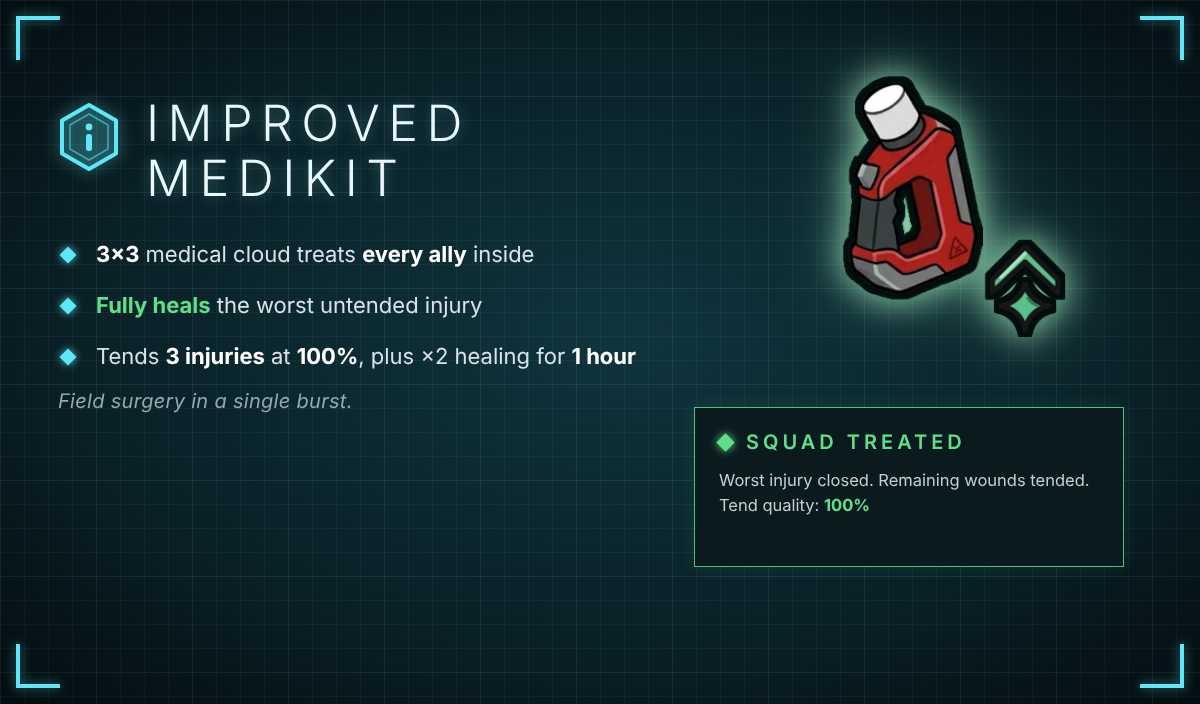 IMPROVED
MEDIKIT
3×3 medical cloud treats every ally inside
Fully heals the worst untended injury
Tends 3 injuries at 100%, plus ×2 healing for 1 hour
Field surgery in a single burst.
SQUAD TREATED
Worst injury closed. Remaining wounds tended.
Tend quality: 100%